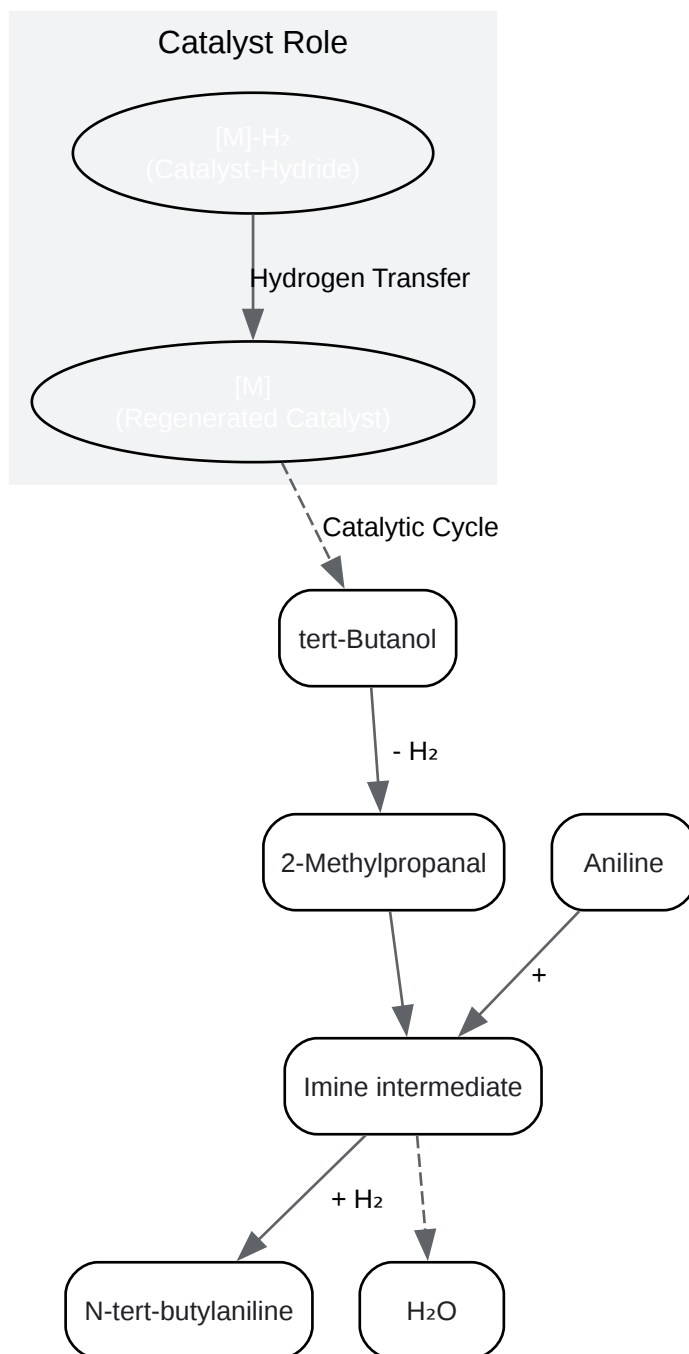 Catalyst Role
[M]-H₂
(Catalyst-Hydride)
Hydrogen Transfer
[M]
(Regenerated Catalyst)
Catalytic Cycle
tert-Butanol
- H₂
2-Methylpropanal
Aniline
+
Imine intermediate
+ H₂
N-tert-butylaniline
H₂O